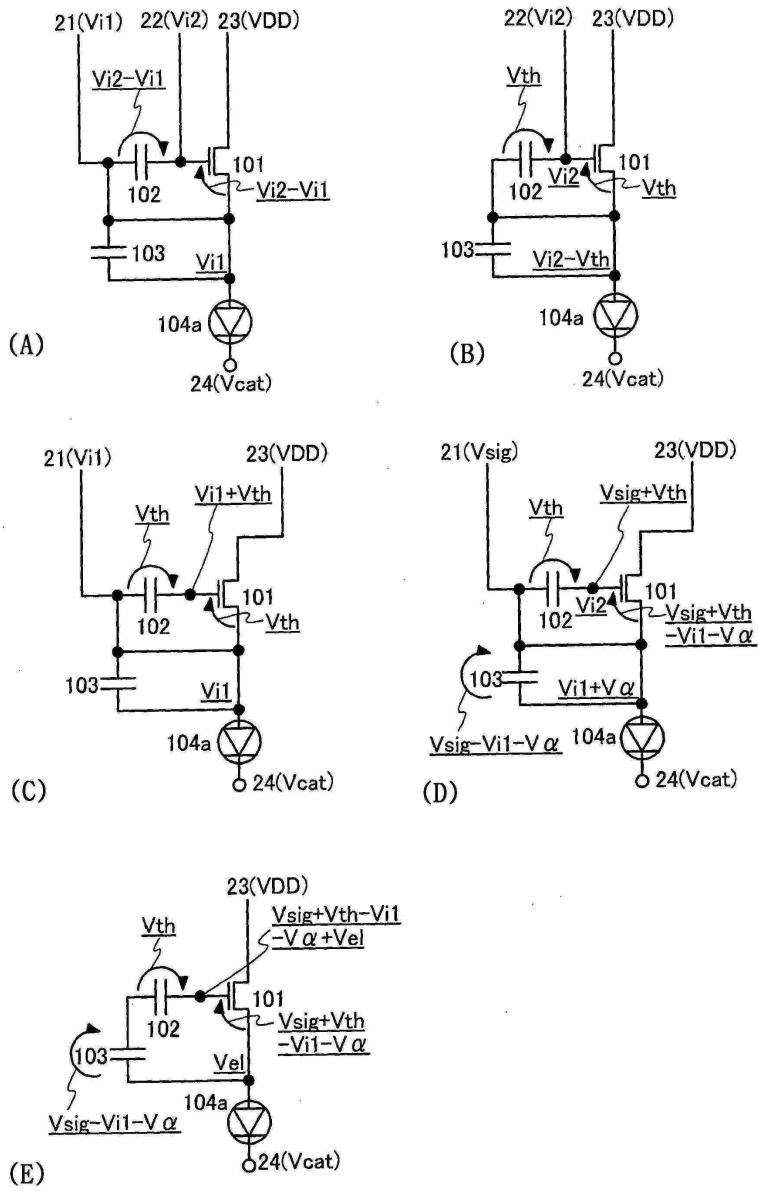 21(Vi1) 22(Vi2) 23(VDD)
Vi2-Vi1
101
102
Vi2-Vi1
103
Vi1
104a
24(Vcat)
(A)
22(Vi2) 23(VDD)
Vth
101
102
Vi2
Vth
103
Vi2-Vth
104a
24(Vcat)
(B)
21(Vi1)
23(VDD)
Vi1+Vth
Vth
101
102
Vth
103
Vi1
104a
24(Vcat)
(C)
21(Vsig)
23(VDD)
Vsig+Vth
Vth
101
102
Vi2
Vsig+Vth
-Vi1-Vα
103
Vi1+Vα
Vsig-Vi1-Vα
104a
24(Vcat)
(D)
23(VDD)
Vsig+Vth-Vi1
-Vα+Vel
Vth
101
102
Vsig+Vth
-Vi1-Vα
103
Vel
104a
Vsig-Vi1-Vα
24(Vcat)
(E)